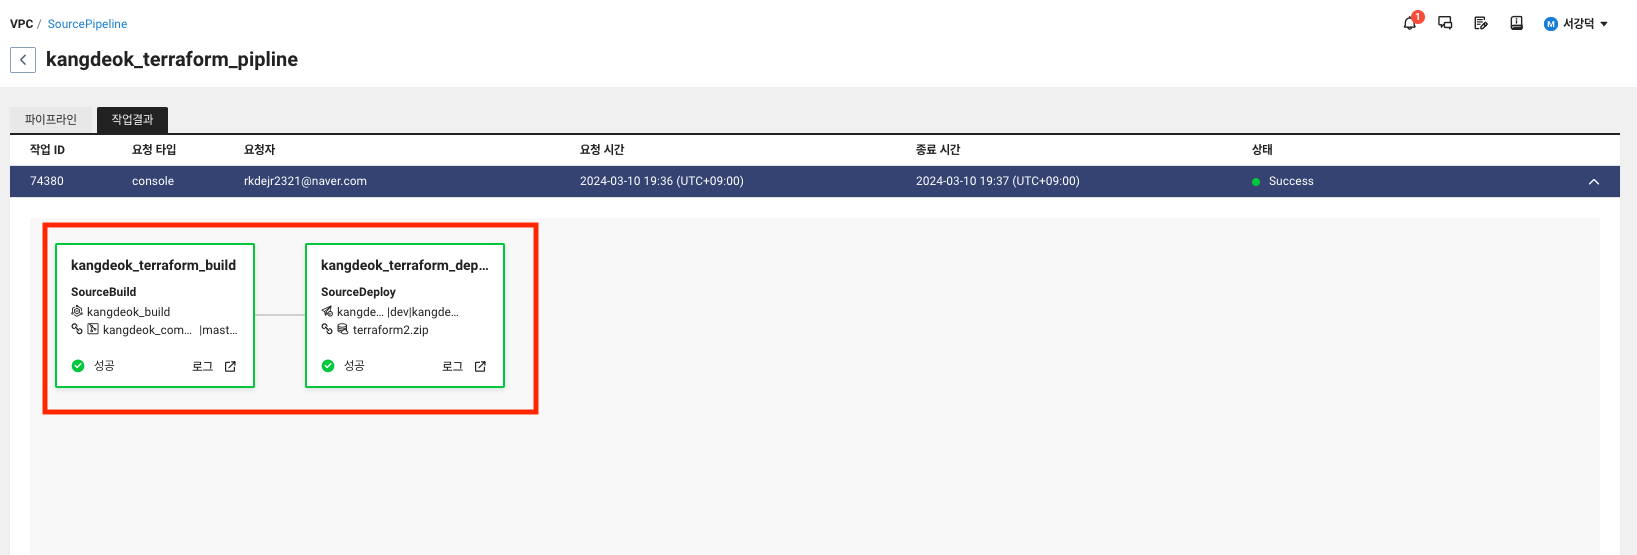 VPC / SourcePipeline
1
M 서강덕
kangdeok_terraform_pipline
파이프라인 작업결과
작업 ID 요청 타입 요청자 요청 시간 종료 시간 상태
74380 console rkdejr2321@naver.com 2024-03-10 19:36 (UTC+09:00) 2024-03-10 19:37 (UTC+09:00) Success
kangdeok_terraform_build
SourceBuild
kangdeok_build
kangdeok_com... |mast...
성공 로그
kangdeok_terraform_dep...
SourceDeploy
kangde... |dev|kangde...
terraform2.zip
성공 로그